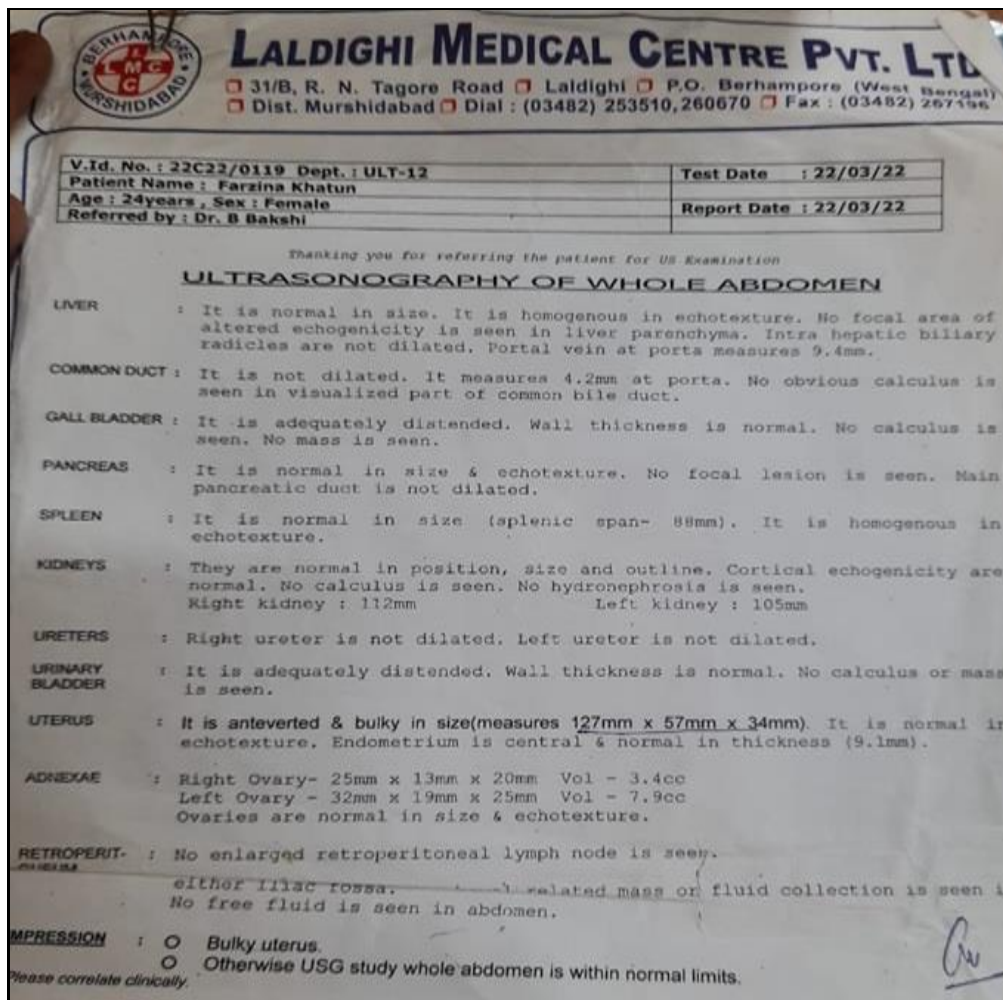 BERHAMPORE
MURSHIDABAD
L
L M C
C
LALDIGHI MEDICAL CENTRE PVT. LTD
31/B, R. N. Tagore Road Laldighi P.O. Berhampore (West Bengal)
Dist. Murshidabad Dial : (03482) 253510,260670 Fax : (03482) 267196
V.Id. No. : 22C22/0119 Dept. : ULT-12 Test Date : 22/03/22
Patient Name : Farzina Khatun
Age : 24years , Sex : Female Report Date : 22/03/22
Referred by : Dr. B Bakshi
Thanking you for referring the patient for US Examination
ULTRASONOGRAPHY OF WHOLE ABDOMEN
LIVER : It is normal in size. It is homogenous in echotexture. No focal area of
altered echogenicity is seen in liver parenchyma. Intra hepatic biliary
radicles are not dilated. Portal vein at porta measures 9.4mm.
COMMON DUCT : It is not dilated. It measures 4.2mm at porta. No obvious calculus is
seen in visualized part of common bile duct.
GALL BLADDER : It is adequately distended. Wall thickness is normal. No calculus is
seen. No mass is seen.
PANCREAS : It is normal in size & echotexture. No focal lesion is seen. Main
pancreatic duct is not dilated.
SPLEEN : It is normal in size (splenic span- 88mm). It is homogenous in
echotexture.
KIDNEYS : They are normal in position, size and outline. Cortical echogenicity are
normal. No calculus is seen. No hydronephrosis is seen.
Right kidney : 112mm Left kidney : 105mm
URETERS : Right ureter is not dilated. Left ureter is not dilated.
URINARY BLADDER : It is adequately distended. Wall thickness is normal. No calculus or mass
is seen.
UTERUS : It is anteverted & bulky in size(measures 127mm x 57mm x 34mm). It is normal in
echotexture. Endometrium is central & normal in thickness (9.1mm).
ADNEXAE : Right Ovary- 25mm x 13mm x 20mm Vol - 3.4cc
Left Ovary - 32mm x 19mm x 25mm Vol - 7.9cc
Ovaries are normal in size & echotexture.
RETROPERIT- : No enlarged retroperitoneal lymph node is seen.
either iliac fossa. related mass or fluid collection is seen i
No free fluid is seen in abdomen.
MPRESSION : O Bulky uterus.
O Otherwise USG study whole abdomen is within normal limits.
Please correlate clinically.